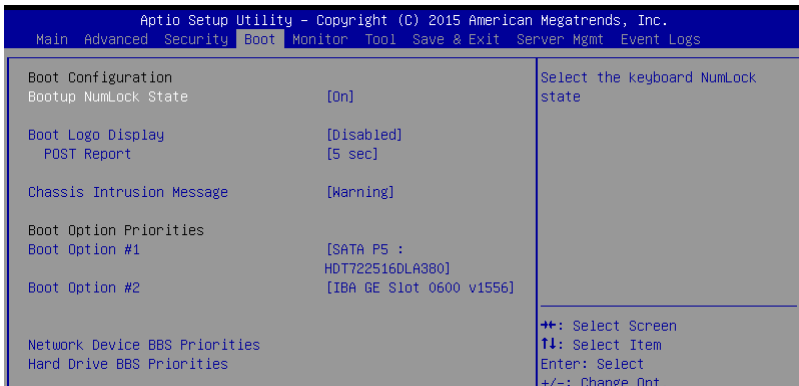 Aptio Setup Utility – Copyright (C) 2015 American Megatrends, Inc.
Main Advanced Security Boot Monitor Tool Save & Exit Server Mgmt Event Logs
Boot Configuration
Bootup NumLock State [On]
Boot Logo Display [Disabled]
POST Report [5 sec]
Chassis Intrusion Message [Warning]
Boot Option Priorities
Boot Option #1 [SATA P5 :
HDT722516DLA380]
Boot Option #2 [IBA GE Slot 0600 v1556]
Network Device BBS Priorities
Hard Drive BBS Priorities
Select the keyboard NumLock
state
→←: Select Screen
↑↓: Select Item
Enter: Select
+/-: Change Opt